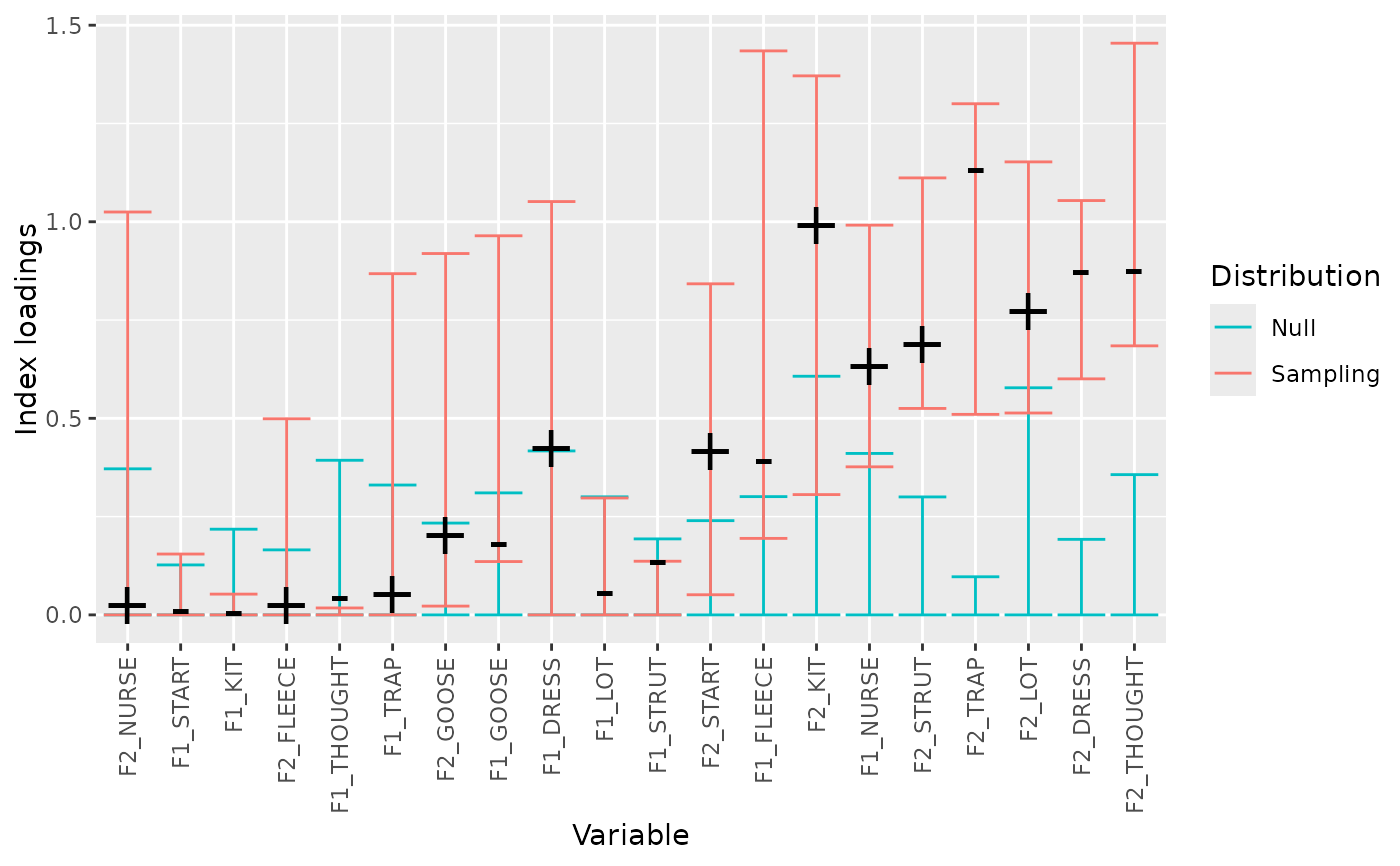 1.5
1.0
0.5
0.0
Index loadings
F2_NURSE
F1_START
F1_KIT
F2_FLEECE
F1_THOUGHT
F1_TRAP
F2_GOOSE
F1_GOOSE
F1_DRESS
F1_LOT
F1_STRUT
F2_START
F1_FLEECE
F2_KIT
F1_NURSE
F2_STRUT
F2_TRAP
F2_LOT
F2_DRESS
F2_THOUGHT
Variable
Distribution
Null
Sampling